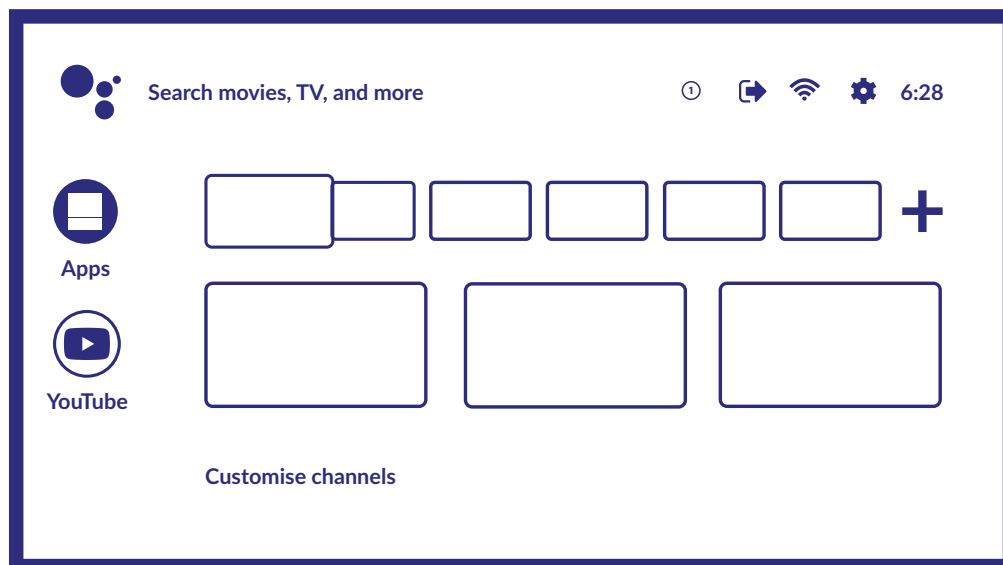 Search movies, TV, and more
1
6:28
Apps
YouTube
Customise channels